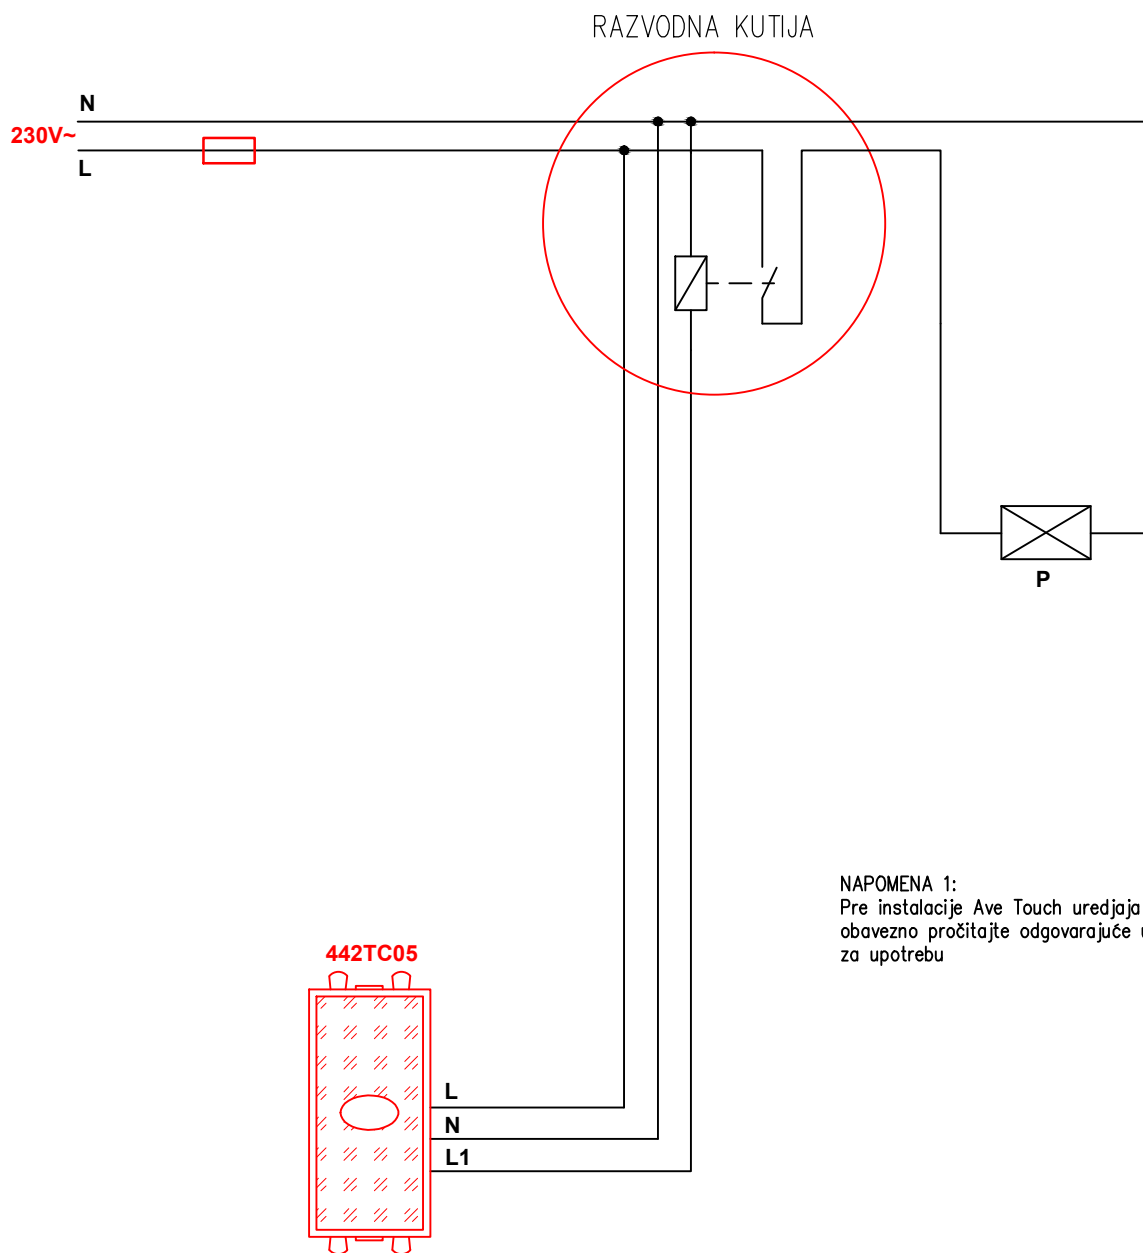 RAZVODNA KUTIJA
N
230V~
L
P
NAPOMENA 1:
Pre instalacije Ave Touch uredjaja
obavezno pročitajte odgovarajuće
za upotrebu
442TC05
L
N
L1